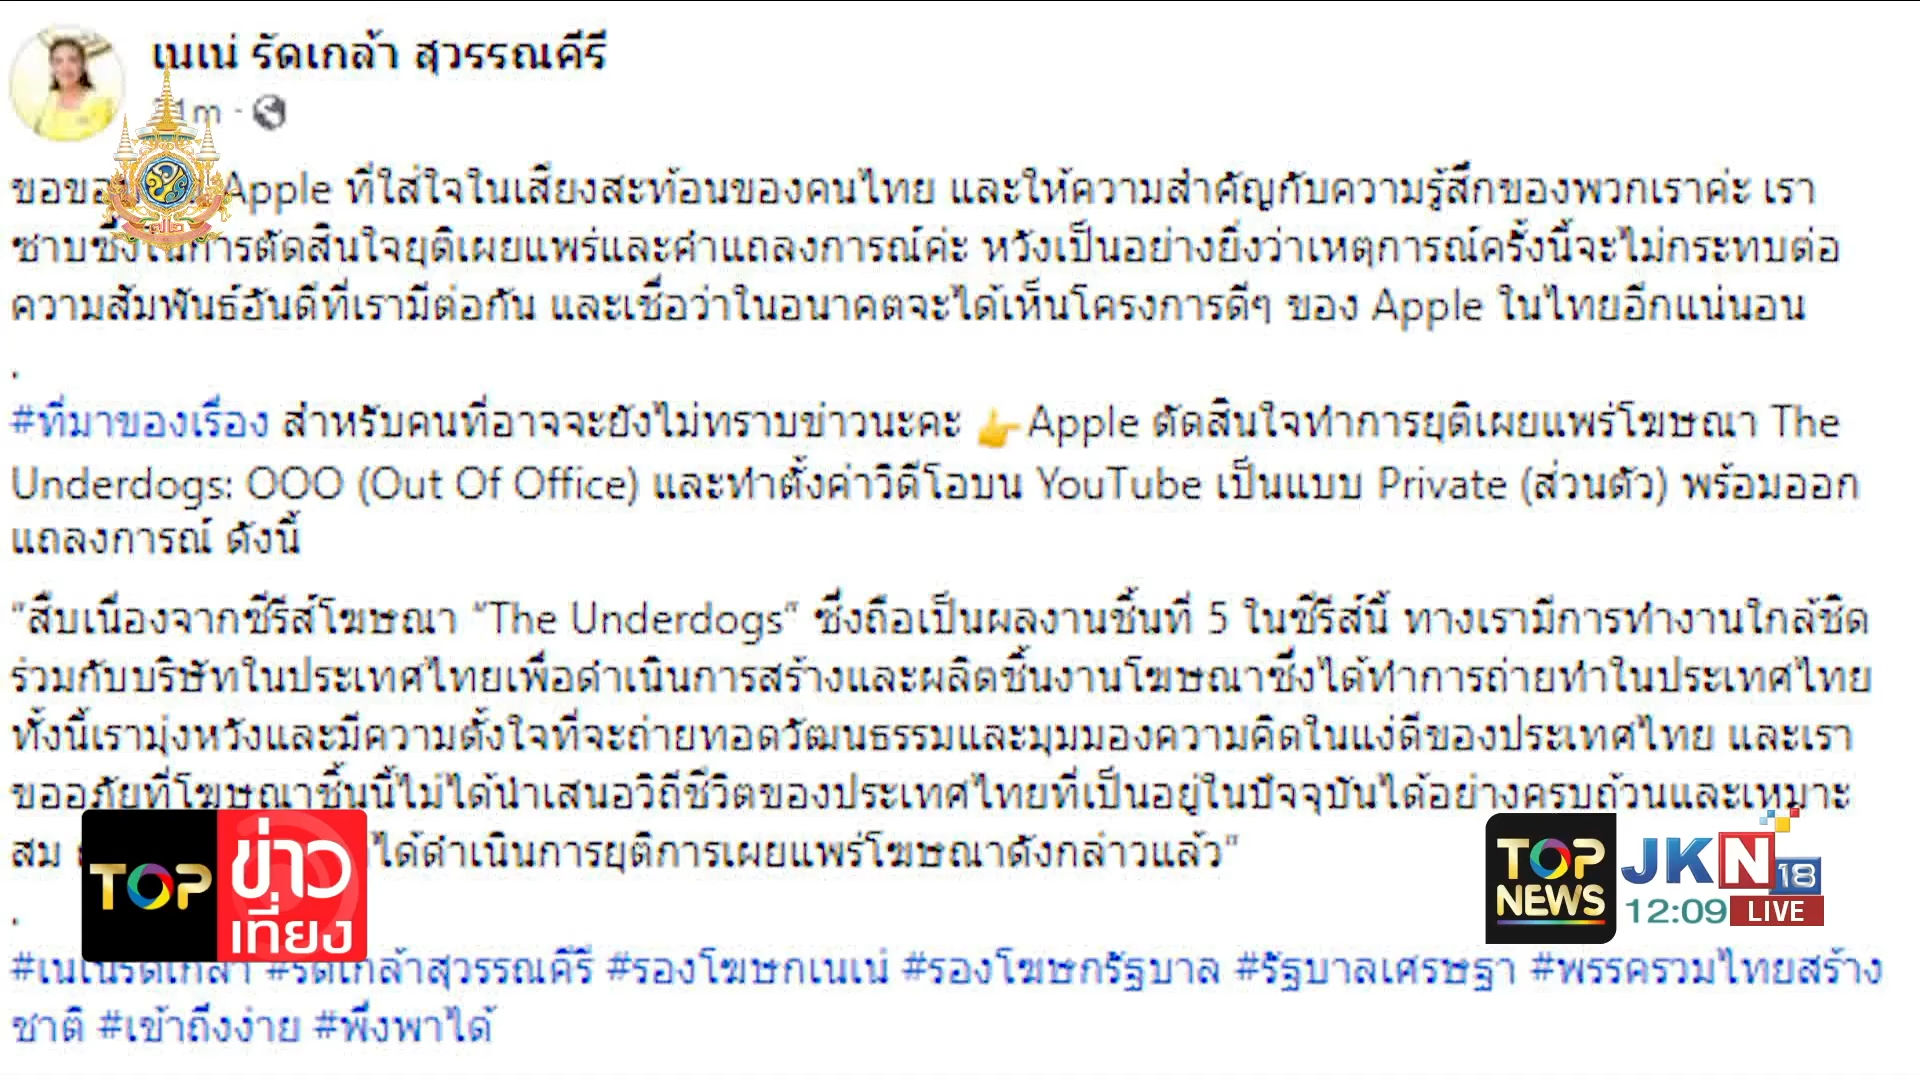 เนเน่ รัดเกล้า สุวรรณคีรี
1m ·
Apple ที่ใส่ใจในเสียงสะท้อนของคนไทย และให้ความสำคัญกับความรู้สึกของพวกเราค่ะ เรา
ซาบซึ้งในการตัดสินใจยุติเผยแพร่และคำแถลงการณ์ค่ะ หวังเป็นอย่างยิ่งว่าเหตุการณ์ครั้งนี้จะไม่กระทบต่อ
ความสัมพันธ์อันดีที่เรามีต่อกัน และเชื่อว่าในอนาคตจะได้เห็นโครงการดีๆ ของ Apple ในไทยอีกแน่นอน
.
#ที่มาของเรื่อง สำหรับคนที่อาจจะยังไม่ทราบข่าวนะคะ 👉Apple ตัดสินใจทำการยุติเผยแพร่โฆษณา The
Underdogs: OOO (Out Of Office) และทำตั้งค่าวิดีโอบน YouTube เป็นแบบ Private (ส่วนตัว) พร้อมออก
แถลงการณ์ ดังนี้
"สืบเนื่องจากซีรีส์โฆษณา "The Underdogs" ซึ่งถือเป็นผลงานชิ้นที่ 5 ในซีรีส์นี้ ทางเรามีการทำงานใกล้ชิด
ร่วมกับบริษัทในประเทศไทยเพื่อดำเนินการสร้างและผลิตชิ้นงานโฆษณาซึ่งได้ทำการถ่ายทำในประเทศไทย
ทั้งนี้เรามุ่งหวังและมีความตั้งใจที่จะถ่ายทอดวัฒนธรรมและมุมมองความคิดในแง่ดีของประเทศไทย และเรา
ขออภัยที่โฆษณาชิ้นนี้ไม่ได้นำเสนอวิถีชีวิตของประเทศไทยที่เป็นอยู่ในปัจจุบันได้อย่างครบถ้วนและเหมาะ
สม ได้ดำเนินการยุติการเผยแพร่โฆษณาดังกล่าวแล้ว"
.
#เนเน่รัดเกล้า #รัดเกล้าสุวรรณคีรี #รองโฆษกเนเน่ #รองโฆษกรัฐบาล #รัฐบาลเศรษฐา #พรรครวมไทยสร้าง
ชาติ #เข้าถึงง่าย #พึ่งพาได้
TOP ข่าว
เที่ยง
TOP
NEWS
JKN
18
12:09 LIVE